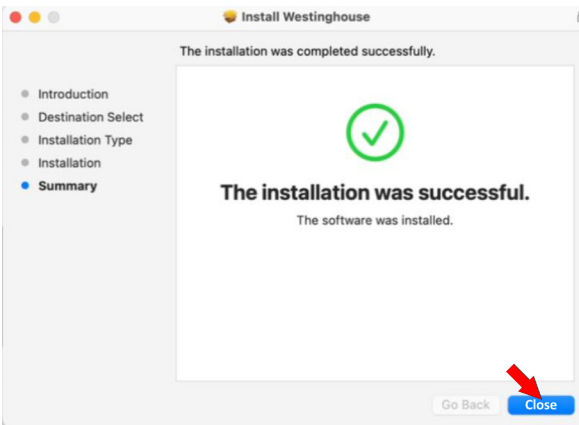 Install Westinghouse
The installation was completed successfully.
Introduction
Destination Select
Installation Type
Installation
Summary
The installation was successful.
The software was installed.
Go Back
Close